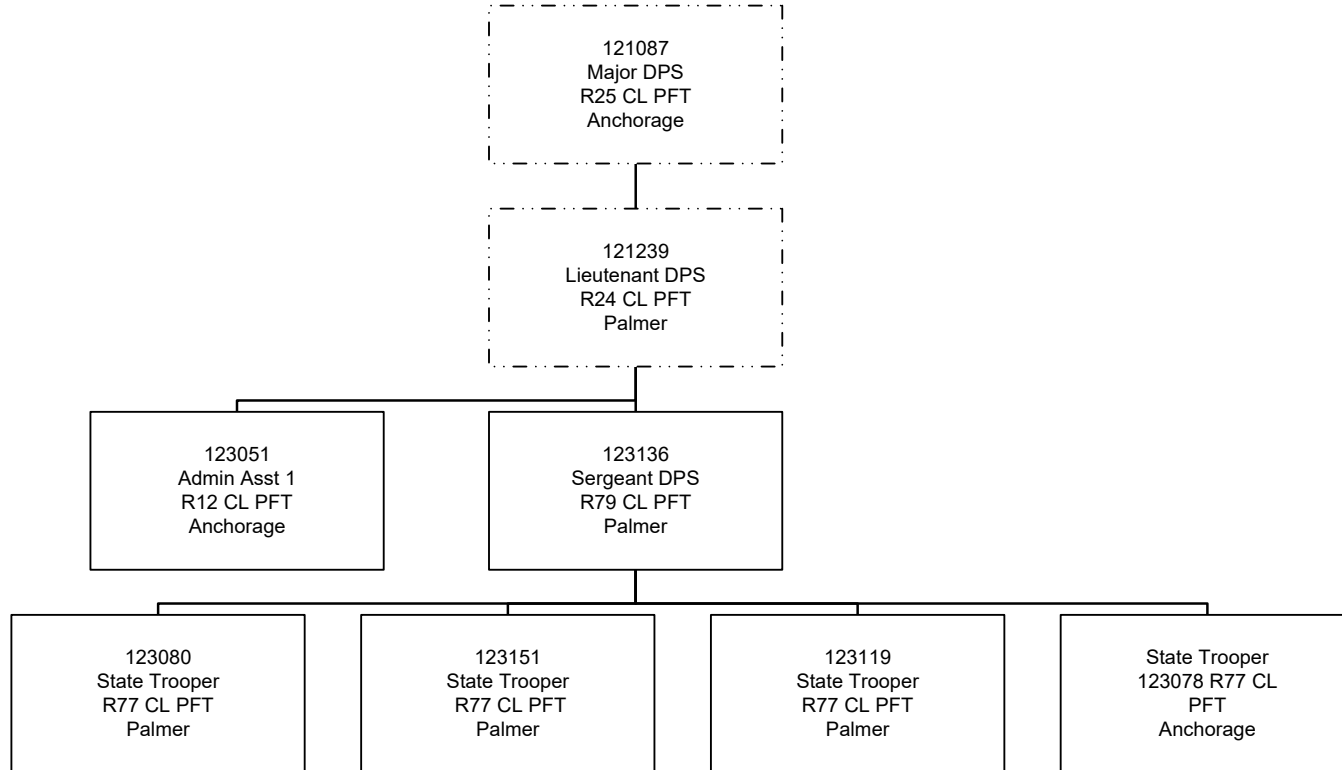 121087
Major DPS
R25 CL PFT
Anchorage
121239
Lieutenant DPS
R24 CL PFT
Palmer
123051
Admin Asst 1
R12 CL PFT
Anchorage
123136
Sergeant DPS
R79 CL PFT
Palmer
123080
State Trooper
R77 CL PFT
Palmer
123151
State Trooper
R77 CL PFT
Palmer
123119
State Trooper
R77 CL PFT
Palmer
State Trooper
123078 R77 CL
PFT
Anchorage